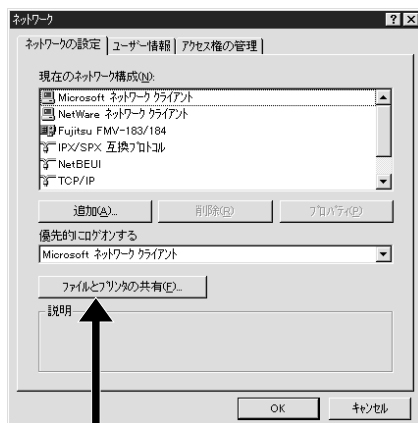 ネットワーク
ネットワークの設定 ユーザー情報 アクセス権の管理
現在のネットワーク構成(N):
Microsoft ネットワーク クライアント
NetWare ネットワーク クライアント
Fujitsu FMV-183/184
IPX/SPX 互換プロトコル
NetBEUI
TCP/IP
追加(A)... 削除(R) プロパティ(P)
優先的にログオンする
Microsoft ネットワーク クライアント
ファイルとプリンタの共有(F)...
説明
OK キャンセル